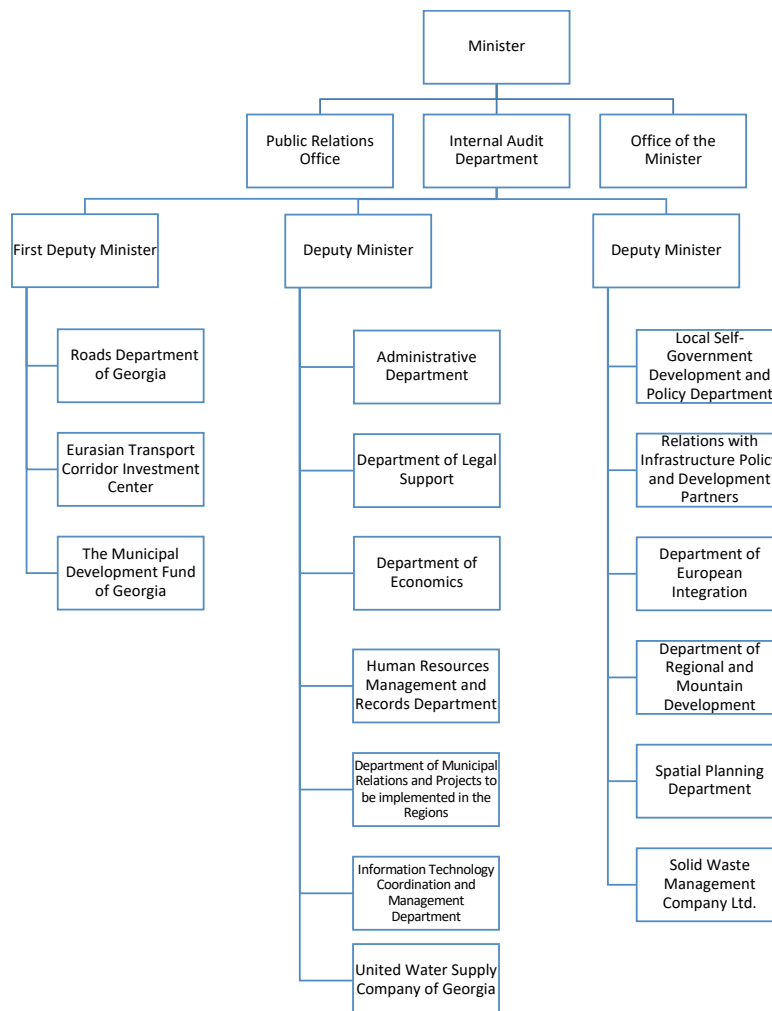 Minister
Public Relations
Office
Internal Audit
Department
Office of the
Minister
First Deputy Minister
Deputy Minister
Deputy Minister
Roads Department
of Georgia
Eurasian Transport
Corridor Investment
Center
The Municipal
Development Fund
of Georgia
Administrative
Department
Department of Legal
Support
Department of
Economics
Human Resources
Management and
Records Department
Department of Municipal
Relations and Projects to
be implemented in the
Regions
Information Technology
Coordination and
Management
Department
United Water Supply
Company of Georgia
Local Self-
Government
Development and
Policy Department
Relations with
Infrastructure Policy
and Development
Partners
Department of
European
Integration
Department of
Regional and
Mountain
Development
Spatial Planning
Department
Solid Waste
Management
Company Ltd.